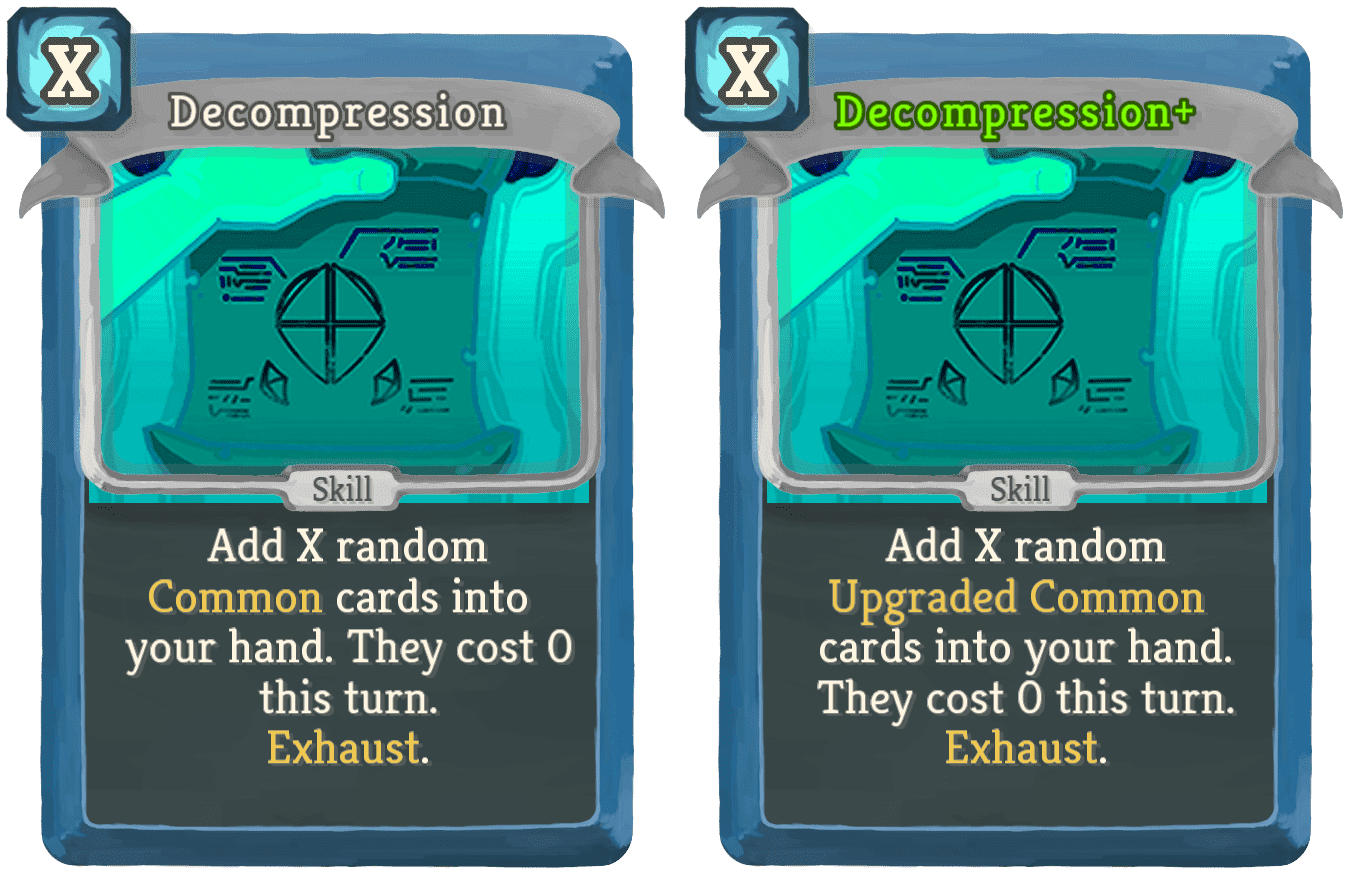 X
Decompression
Skill
Add X random
Common cards into
your hand. They cost 0
this turn.
Exhaust.
X
Decompression+
Skill
Add X random
Upgraded Common
cards into your hand.
They cost 0 this turn.
Exhaust.